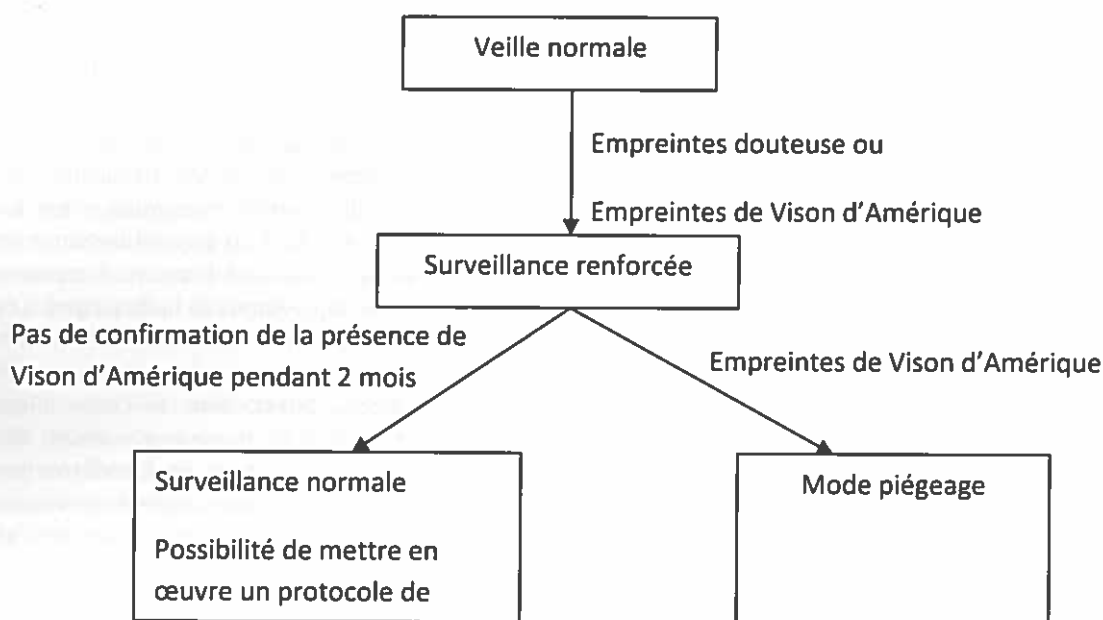 Veille normale
Empreintes douteuse ou
Empreintes de Vison d'Amérique
Surveillance renforcée
Pas de confirmation de la présence de
Vison d'Amérique pendant 2 mois
Empreintes de Vison d'Amérique
Surveillance normale
Possibilité de mettre en
œuvre un protocole de
Mode piégeage